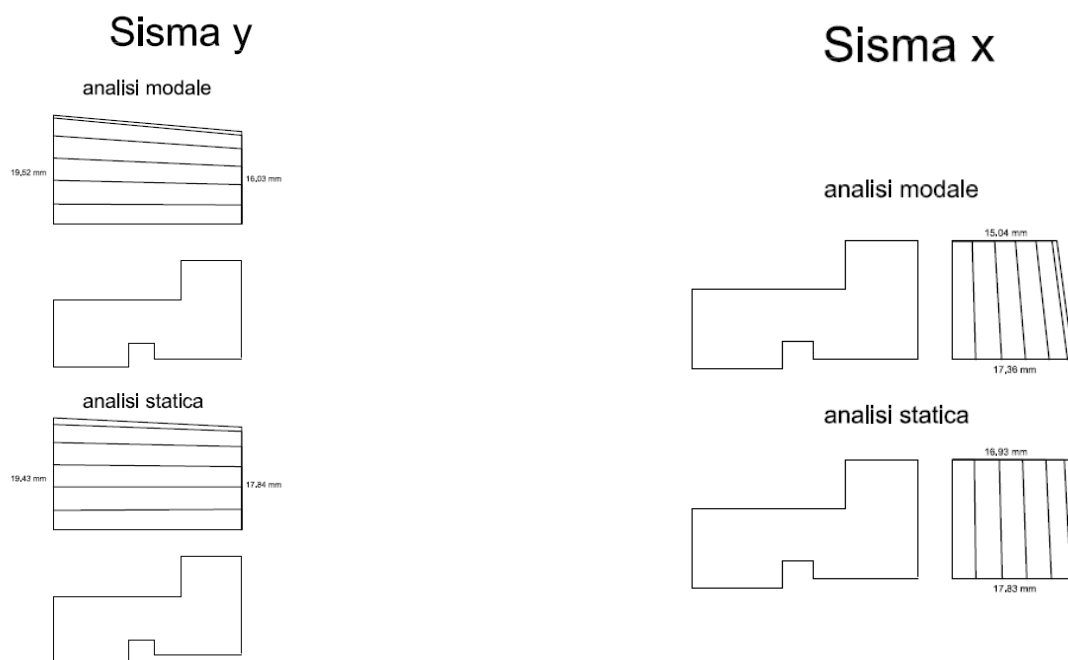 Sisma y
analisi modale
19,52 mm
16,03 mm
analisi statica
19,43 mm
17,84 mm
Sisma x
analisi modale
15,04 mm
17,36 mm
analisi statica
16,93 mm
17,83 mm